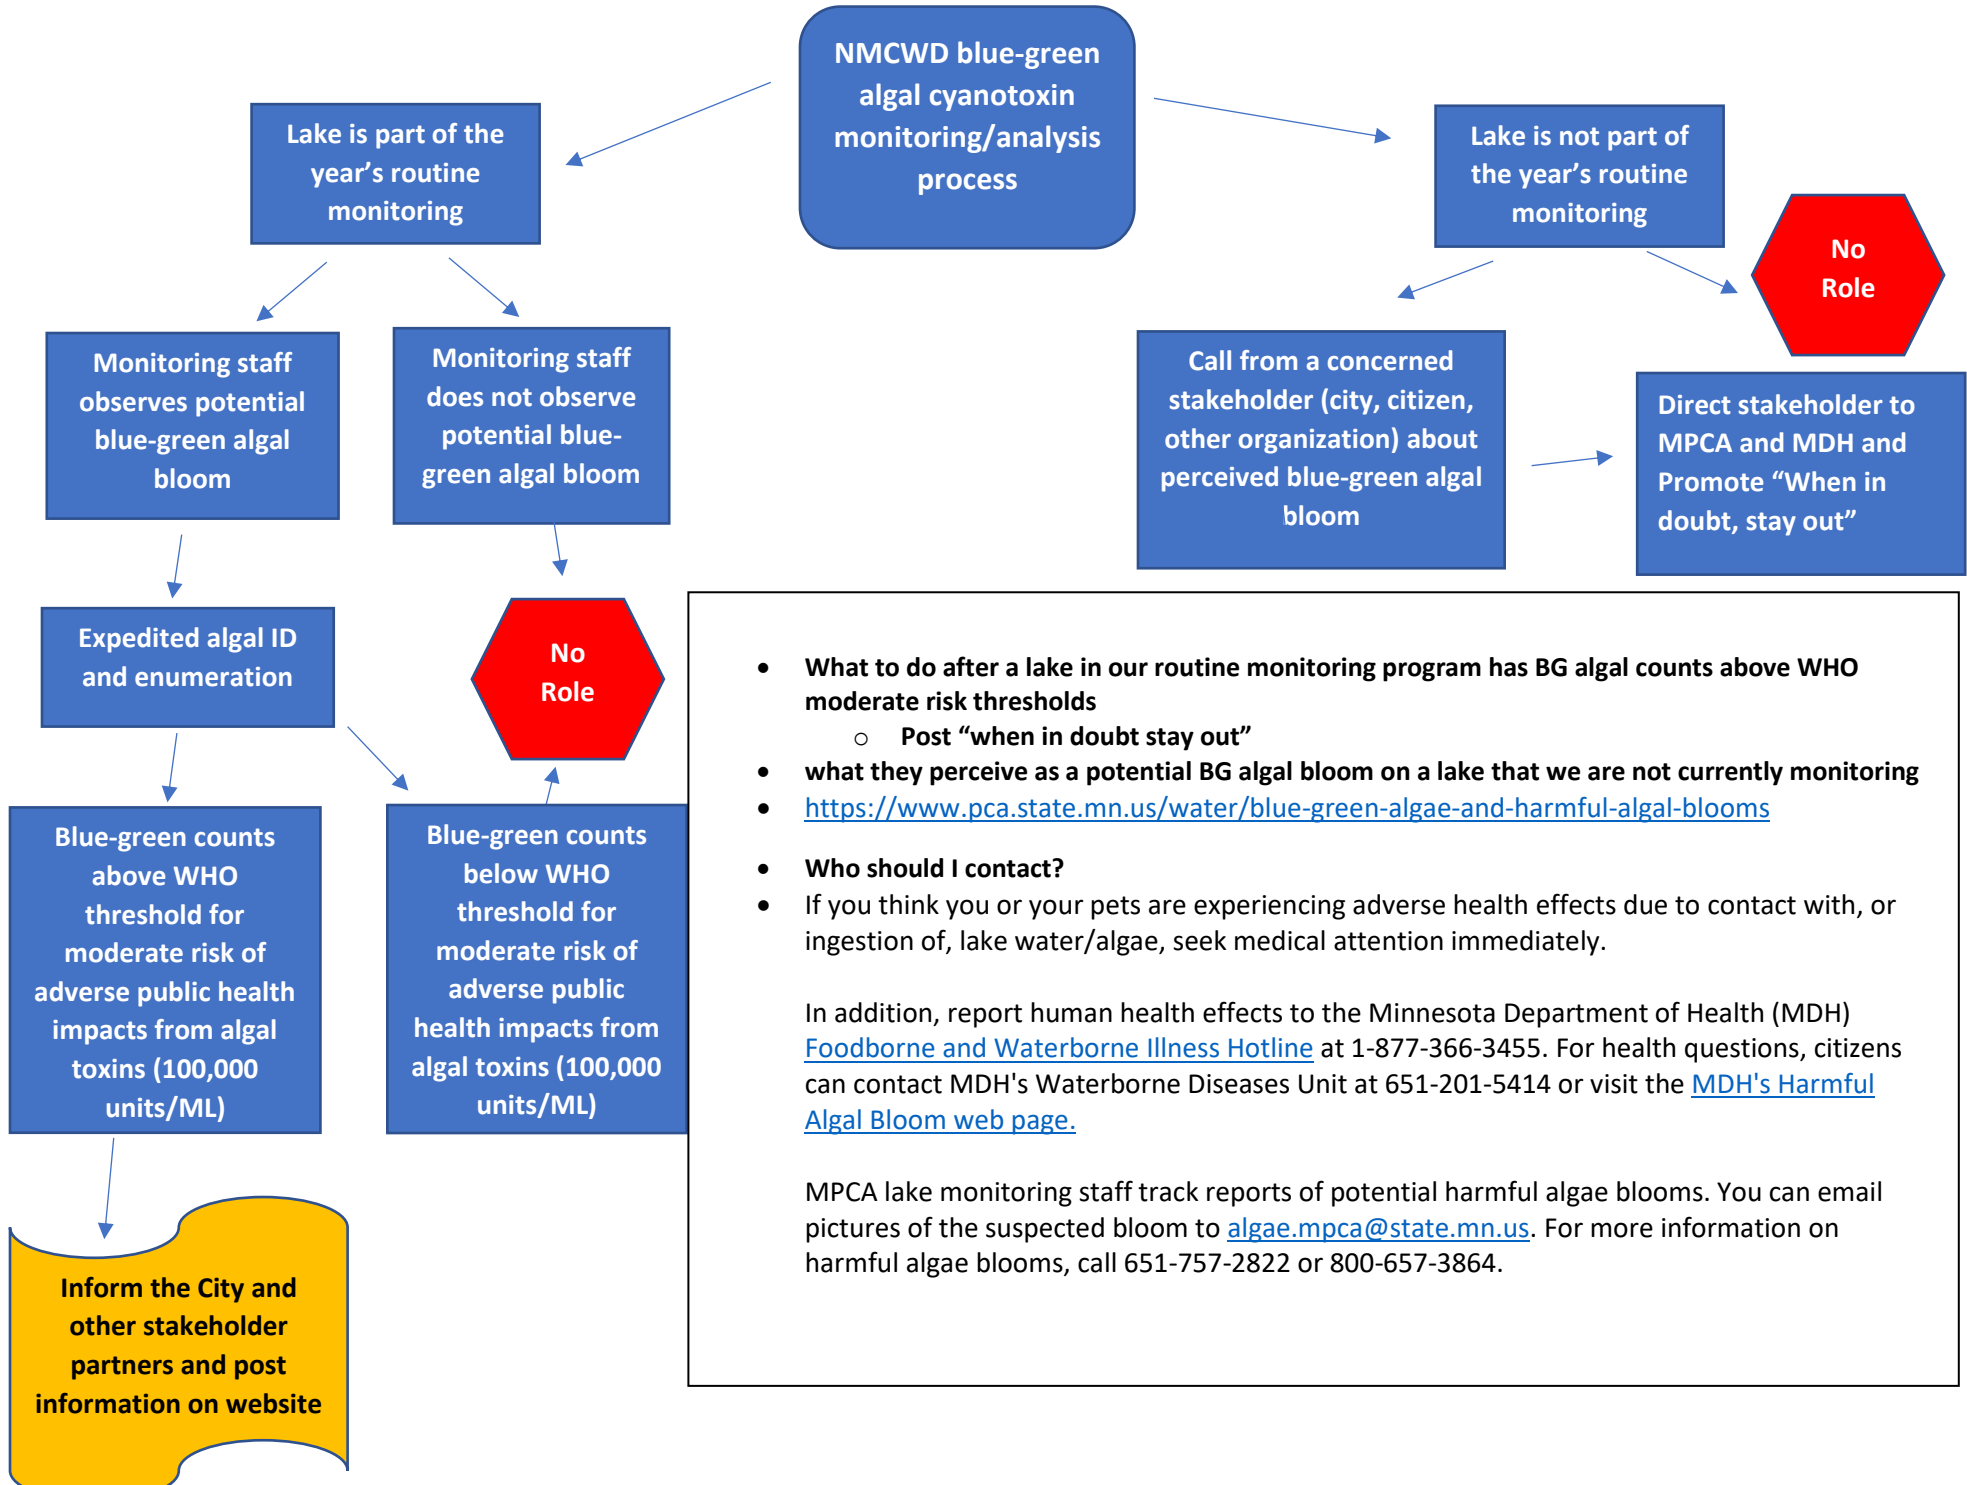 NMCWD blue-green
algal cyanotoxin
monitoring/analysis
process
Lake is part of the
year’s routine
monitoring
Lake is not part of
the year’s routine
monitoring
No
Role
Monitoring staff
observes potential
blue-green algal
bloom
Monitoring staff
does not observe
potential blue-
green algal bloom
Call from a concerned
stakeholder (city, citizen,
other organization) about
perceived blue-green algal
bloom
Direct stakeholder to
MPCA and MDH and
Promote “When in
doubt, stay out”
Expedited algal ID
and enumeration
No
Role
Blue-green counts
above WHO
threshold for
moderate risk of
adverse public health
impacts from algal
toxins (100,000
units/ML)
Blue-green counts
below WHO
threshold for
moderate risk of
adverse public
health impacts from
algal toxins (100,000
units/ML)
Inform the City and
other stakeholder
partners and post
information on website
• What to do after a lake in our routine monitoring program has BG algal counts above WHO
moderate risk thresholds
o Post “when in doubt stay out”
• what they perceive as a potential BG algal bloom on a lake that we are not currently monitoring
• https://www.pca.state.mn.us/water/blue-green-algae-and-harmful-algal-blooms
• Who should I contact?
• If you think you or your pets are experiencing adverse health effects due to contact with, or
ingestion of, lake water/algae, seek medical attention immediately.
In addition, report human health effects to the Minnesota Department of Health (MDH)
Foodborne and Waterborne Illness Hotline at 1-877-366-3455. For health questions, citizens
can contact MDH's Waterborne Diseases Unit at 651-201-5414 or visit the MDH's Harmful
Algal Bloom web page.
MPCA lake monitoring staff track reports of potential harmful algae blooms. You can email
pictures of the suspected bloom to algae.mpca@state.mn.us. For more information on
harmful algae blooms, call 651-757-2822 or 800-657-3864.